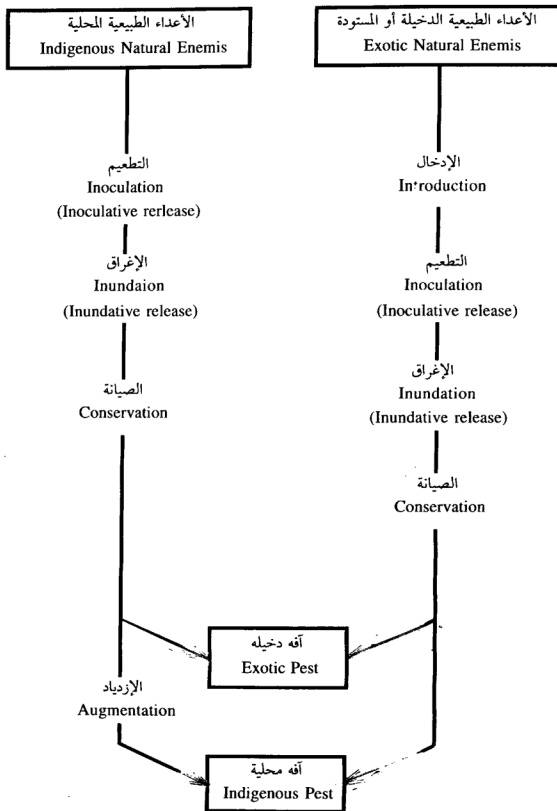 الأعداء الطبيعية المحلية
Indigenous Natural Enemis
التطعيم
Inoculation
(Inoculative rerlease)
الإغراق
Inundaion
(Inundative release)
الصيانة
Conservation
الإزدياد
Augmentation
الأعداء الطبيعية الدخيلة أو المستودة
Exotic Natural Enemis
الإدخال
Introduction
التطعيم
Inoculation
(Inoculative release)
الإغراق
Inundation
(Inundative release)
الصيانة
Conservation
آفه دخيله
Exotic Pest
آفه محلية
Indigenous Pest